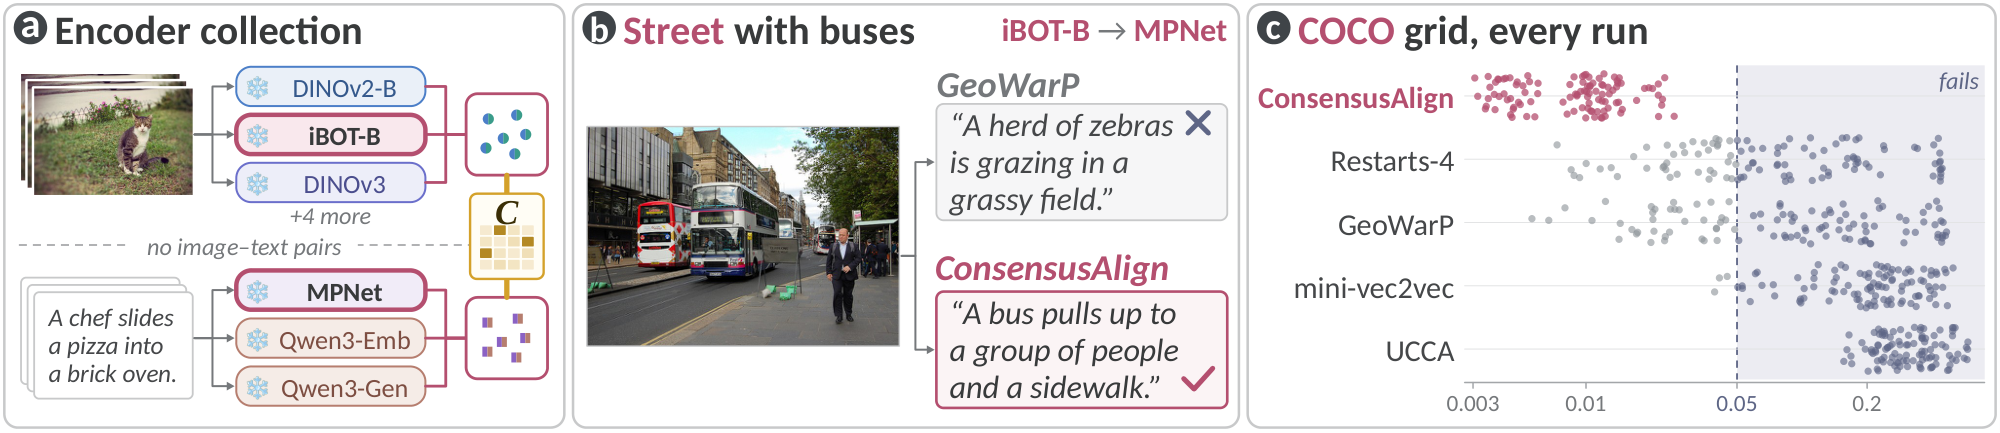 a Encoder collection
DINOv2-B
iBOT-B
DINOv3
+4 more
no image–text pairs
C
MPNet
Qwen3-Emb
Qwen3-Gen
A chef slides
a pizza into
a brick oven.
b Street with buses
iBOT-B → MPNet
GeoWarP
“A herd of zebras
is grazing in a
grassy field.”
ConsensusAlign
“A bus pulls up to
a group of people
and a sidewalk.”
c COCO grid, every run
fails
ConsensusAlign
Restarts-4
GeoWarP
mini-vec2vec
UCCA
0.003 0.01 0.05 0.2